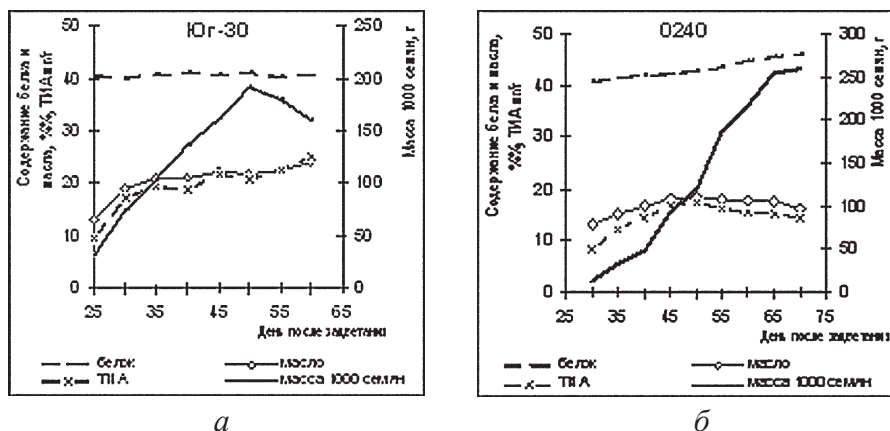 Юг-30
Содержание белка и масла, %%, ТИА мг/г
50
40
30
20
10
0
250
200
150
100
50
0
Масса 1000 семян, г
25 35 45 55 65
День после зацветания
белок
масло
ТИА
масса 1000 семян
а
0240
Содержание белка и масла, %%, ТИА мг/г
50
40
30
20
10
0
300
250
200
150
100
50
0
Масса 1000 семян, г
25 35 45 55 65 75
День после зацветания
белок
масло
ТИА
масса 1000 семян
б